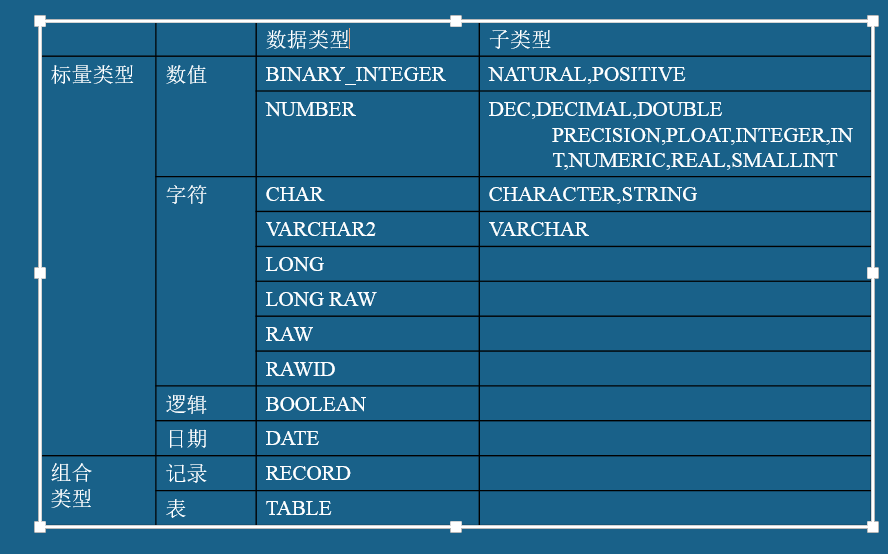 数据类型 子类型
标量类型 数值 BINARY_INTEGER NATURAL,POSITIVE
NUMBER DEC,DECIMAL,DOUBLE
PRECISION,PLOAT,INTEGER,IN
T,NUMERIC,REAL,SMALLINT
字符 CHAR CHARACTER,STRING
VARCHAR2 VARCHAR
LONG
LONG RAW
RAW
RAWID
逻辑 BOOLEAN
日期 DATE
组合 记录 RECORD
类型
表 TABLE